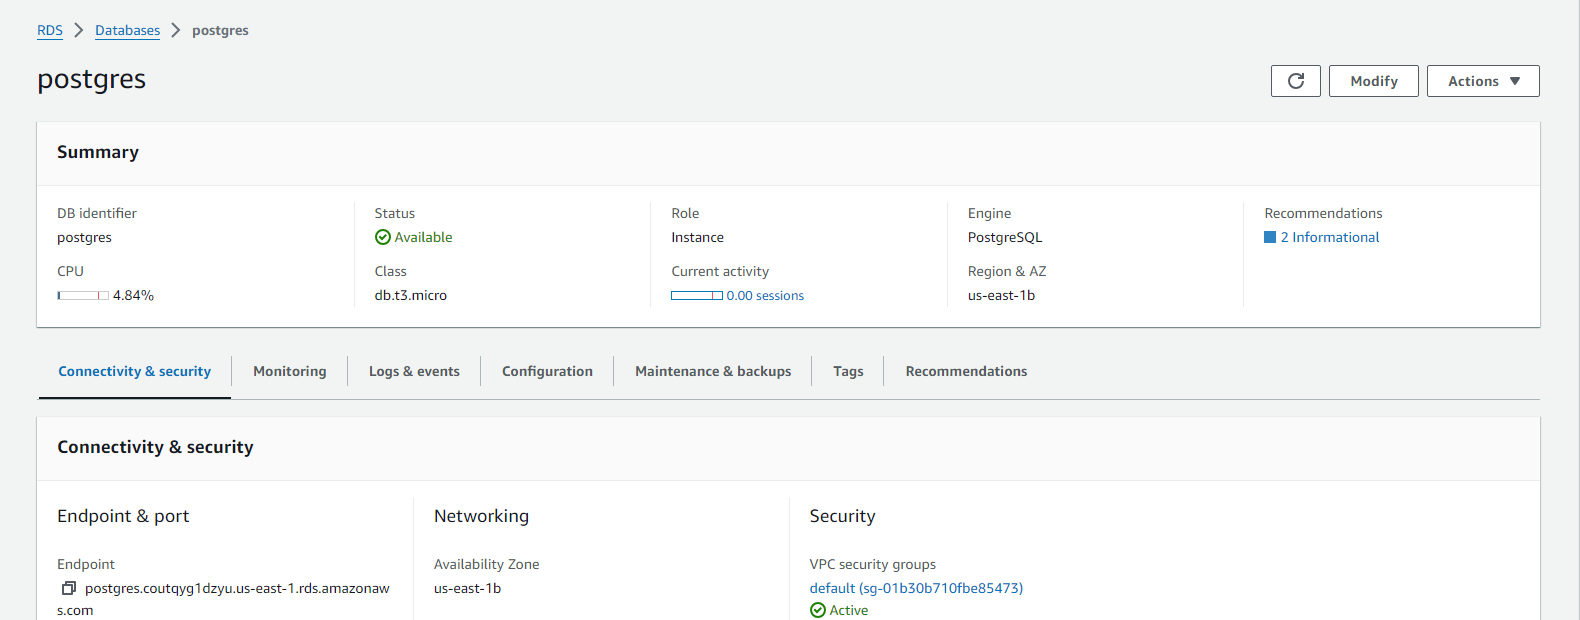 RDS > Databases > postgres
postgres
Modify
Actions
Summary
DB identifier
postgres
Status
Available
Role
Instance
Engine
PostgreSQL
Recommendations
2 Informational
CPU
4.84%
Class
db.t3.micro
Current activity
0.00 sessions
Region & AZ
us-east-1b
Connectivity & security
Monitoring
Logs & events
Configuration
Maintenance & backups
Tags
Recommendations
Connectivity & security
Endpoint & port
Endpoint
postgres.coutqyg1dzyu.us-east-1.rds.amazonaw
s.com
Networking
Availability Zone
us-east-1b
Security
VPC security groups
default (sg-01b30b710fbe85473)
Active